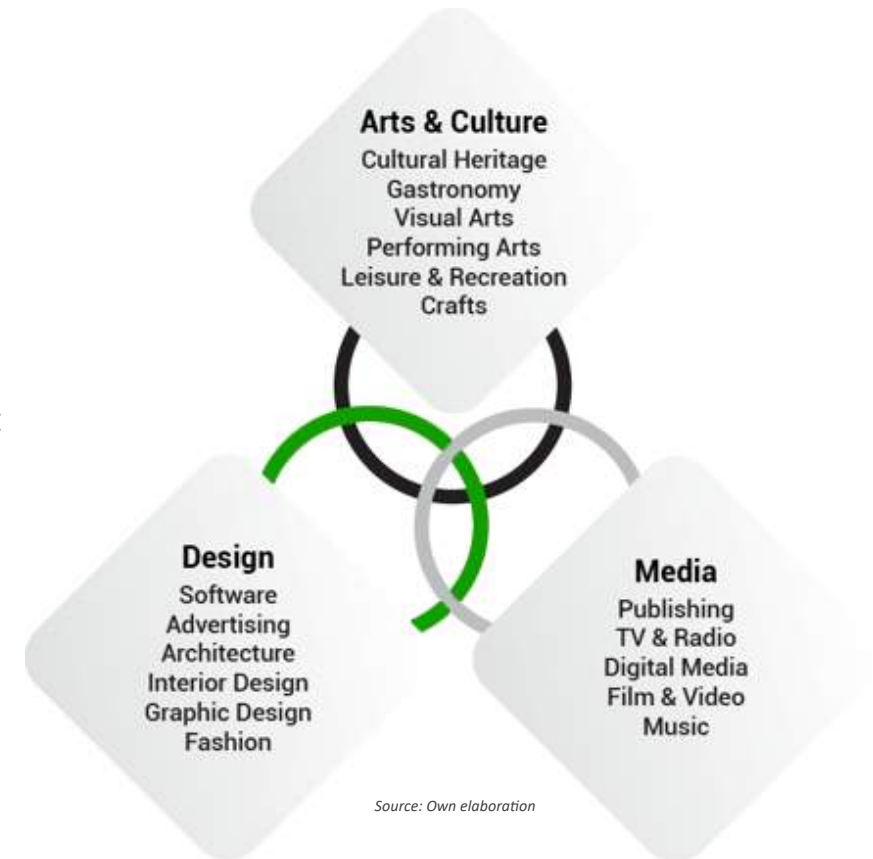 Arts & Culture
Cultural Heritage
Gastronomy
Visual Arts
Performing Arts
Leisure & Recreation
Crafts
Design
Software
Advertising
Architecture
Interior Design
Graphic Design
Fashion
Media
Publishing
TV & Radio
Digital Media
Film & Video
Music
Source: Own elaboration